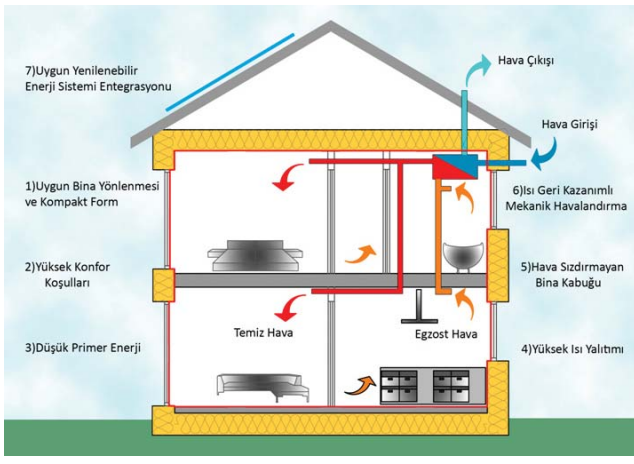 7)Uygun Yenilenebilir
Enerji Sistemi Entegrasyonu
Hava Çıkışı
Hava Girişi
1)Uygun Bina Yönlenmesi
ve Kompakt Form
6)Isı Geri Kazanımlı
Mekanik Havalandırma
2)Yüksek Konfor
Koşulları
5)Hava Sızdırmayan
Bina Kabuğu
Temiz Hava
Egzost Hava
3)Düşük Primer Enerji
4)Yüksek Isı Yalıtımı